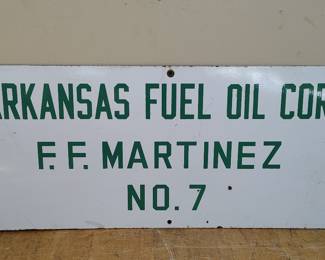 ARKANSAS FUEL OIL COR
F. F. MARTINEZ
NO. 7